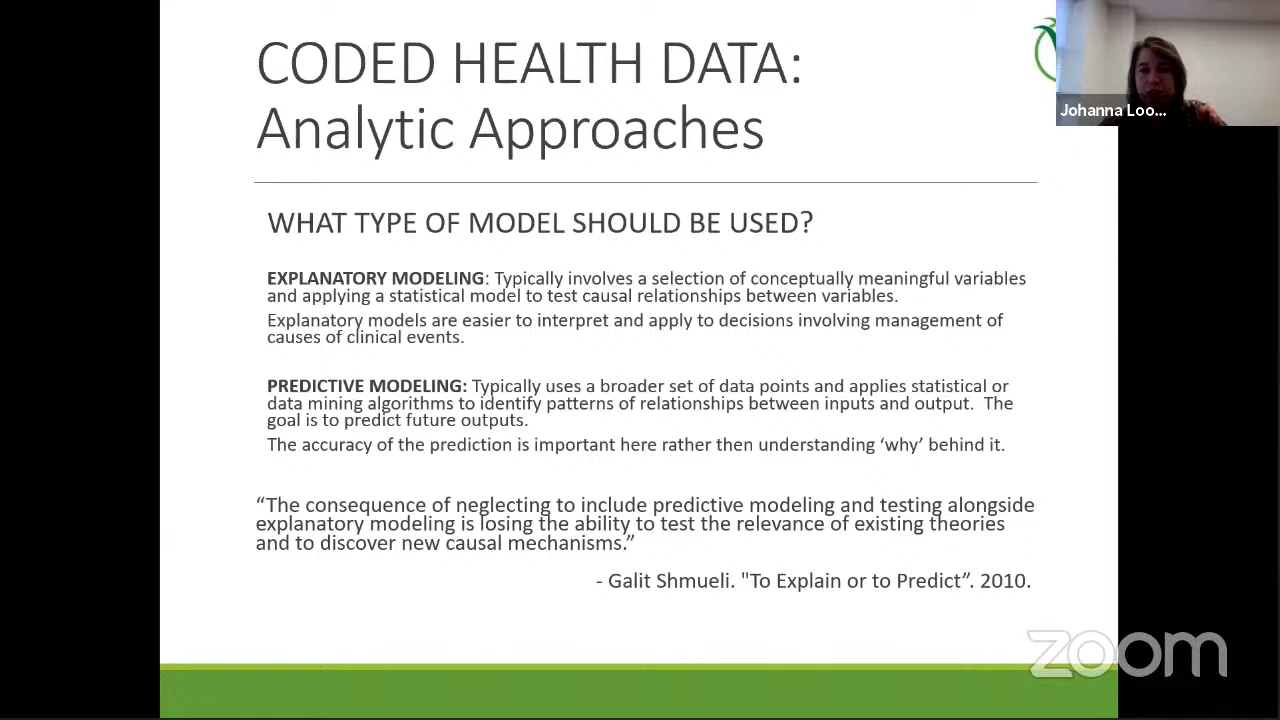 CODED HEALTH DATA:
Analytic Approaches
Johanna Loo...
WHAT TYPE OF MODEL SHOULD BE USED?
EXPLANATORY MODELING: Typically involves a selection of conceptually meaningful variables
and applying a statistical model to test causal relationships between variables.
Explanatory models are easier to interpret and apply to decisions involving management of
causes of clinical events.
PREDICTIVE MODELING: Typically uses a broader set of data points and applies statistical or
data mining algorithms to identify patterns of relationships between inputs and output.  The
goal is to predict future outputs.
The accuracy of the prediction is important here rather then understanding ‘why’ behind it.
“The consequence of neglecting to include predictive modeling and testing alongside
explanatory modeling is losing the ability to test the relevance of existing theories
and to discover new causal mechanisms.”
- Galit Shmueli. "To Explain or to Predict”. 2010.
zoom